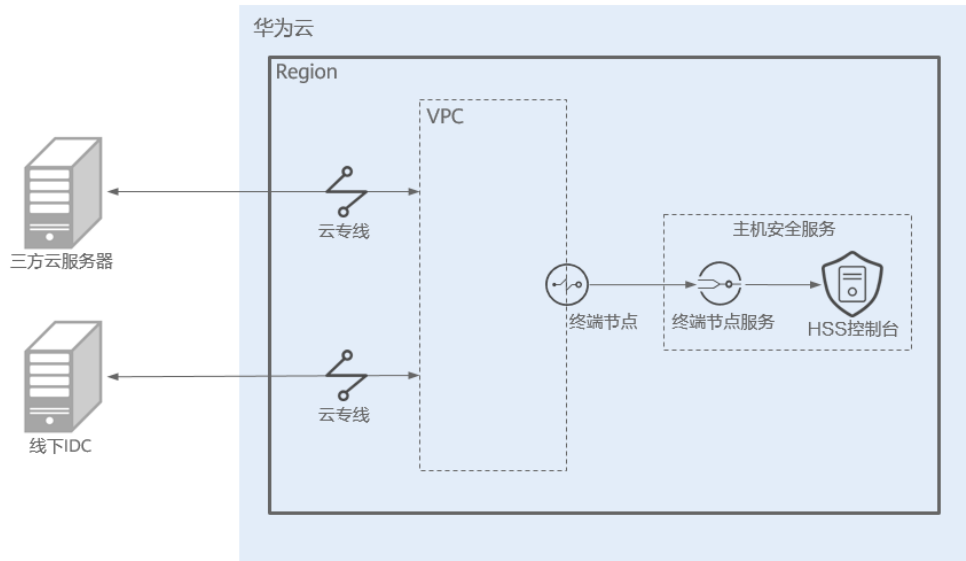 华为云
Region
VPC
云专线
三方云服务器
主机安全服务
终端节点
终端节点服务
HSS控制台
云专线
线下IDC